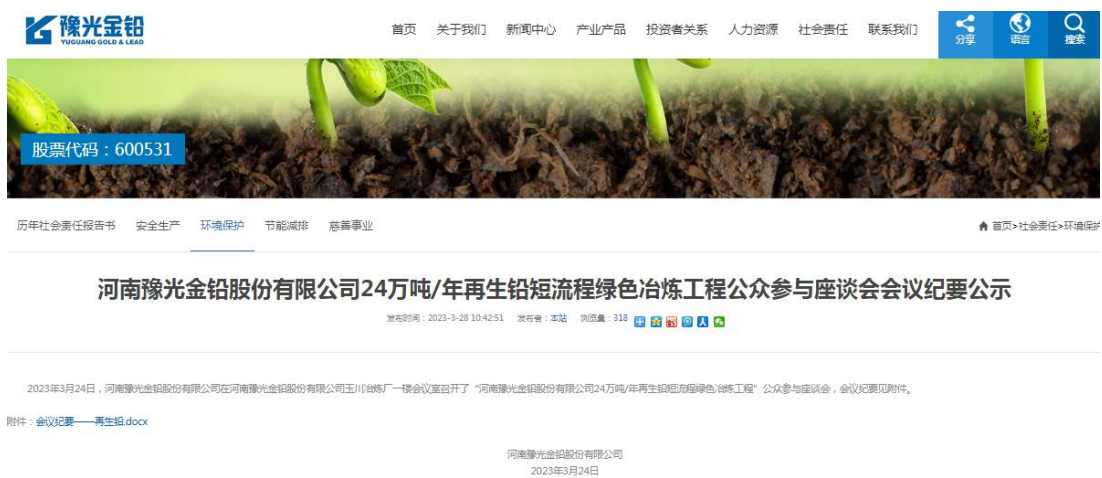 豫光金铅
YUGUANG GOLD & LEAD
首页 关于我们 新闻中心 产业产品 投资者关系 人力资源 社会责任 联系我们 分享 语言 搜索
股票代码：600531
历年社会责任报告书 安全生产 环境保护 节能减排 慈善事业 首页>社会责任>环境保护
河南豫光金铅股份有限公司24万吨/年再生铅短流程绿色冶炼工程公众参与座谈会会议纪要公示
发布时间：2023-3-28 10:42:51 发布者：本站 浏览量：318
2023年3月24日，河南豫光金铅股份有限公司在河南豫光金铅股份有限公司玉川冶炼厂一楼会议室召开了“河南豫光金铅股份有限公司24万吨/年再生铅短流程绿色冶炼工程”公众参与座谈会，会议纪要见附件。
附件：会议纪要——再生铅.docx
河南豫光金铅股份有限公司
2023年3月24日